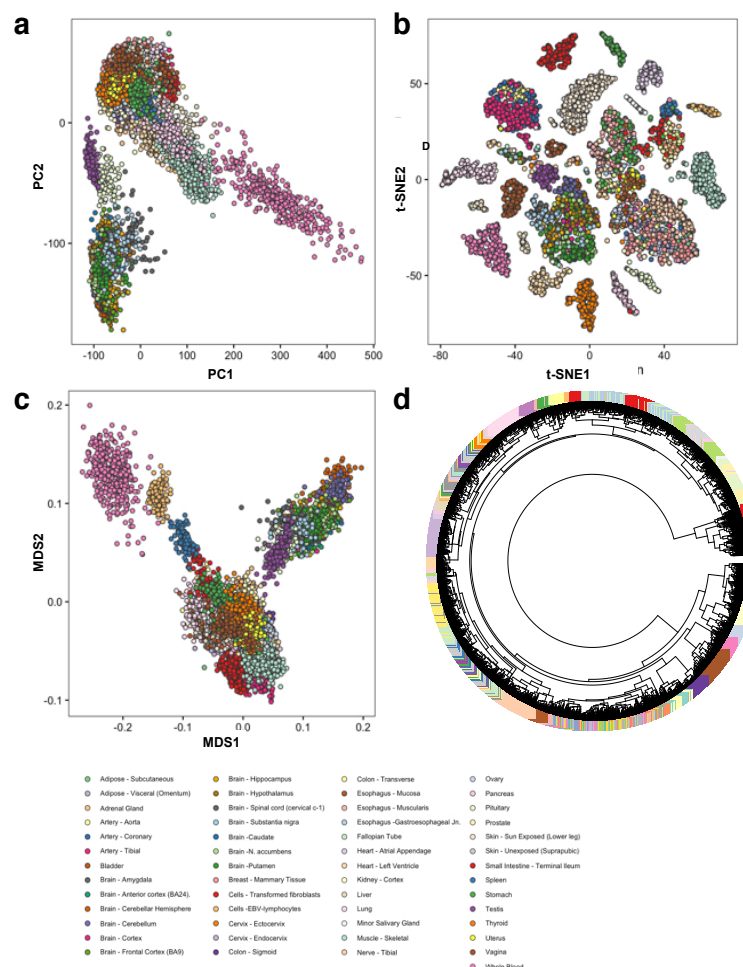 a
b
PC2
0
-100
-100
0
100
200
300
400
500
PC1
D
t-SNE2
50
0
-50
-80
-40
0
40
t-SNE1
n
c
d
MDS2
0.2
0.1
0.0
-0.1
-0.2
-0.1
0.0
0.1
0.2
MDS1
Adipose - Subcutaneous
Adipose - Visceral (Omentum)
Adrenal Gland
Artery - Aorta
Artery - Coronary
Artery - Tibial
Bladder
Brain - Amygdala
Brain - Anterior cortex (BA24).
Brain - Cerebellar Hemisphere
Brain - Cerebellum
Brain - Cortex
Brain - Frontal Cortex (BA9)
Brain - Hippocampus
Brain - Hypothalamus
Brain - Spinal cord (cervical c-1)
Brain - Substantia nigra
Brain -Caudate
Brain -N. accumbens
Brain -Putamen
Breast - Mammary Tissue
Cells - Transformed fibroblasts
Cells -EBV-lymphocytes
Cervix - Ectocervix
Cervix - Endocervix
Colon - Sigmoid
Colon - Transverse
Esophagus - Mucosa
Esophagus - Muscularis
Esophagus -Gastroesophageal Jn.
Fallopian Tube
Heart - Atrial Appendage
Heart - Left Ventricle
Kidney - Cortex
Liver
Lung
Minor Salivary Gland
Muscle - Skeletal
Nerve - Tibial
Ovary
Pancreas
Pituitary
Prostate
Skin - Sun Exposed (Lower leg)
Skin - Unexposed (Suprapubic)
Small Intestine - Terminal Ileum
Spleen
Stomach
Testis
Thyroid
Uterus
Vagina
Whole Blood